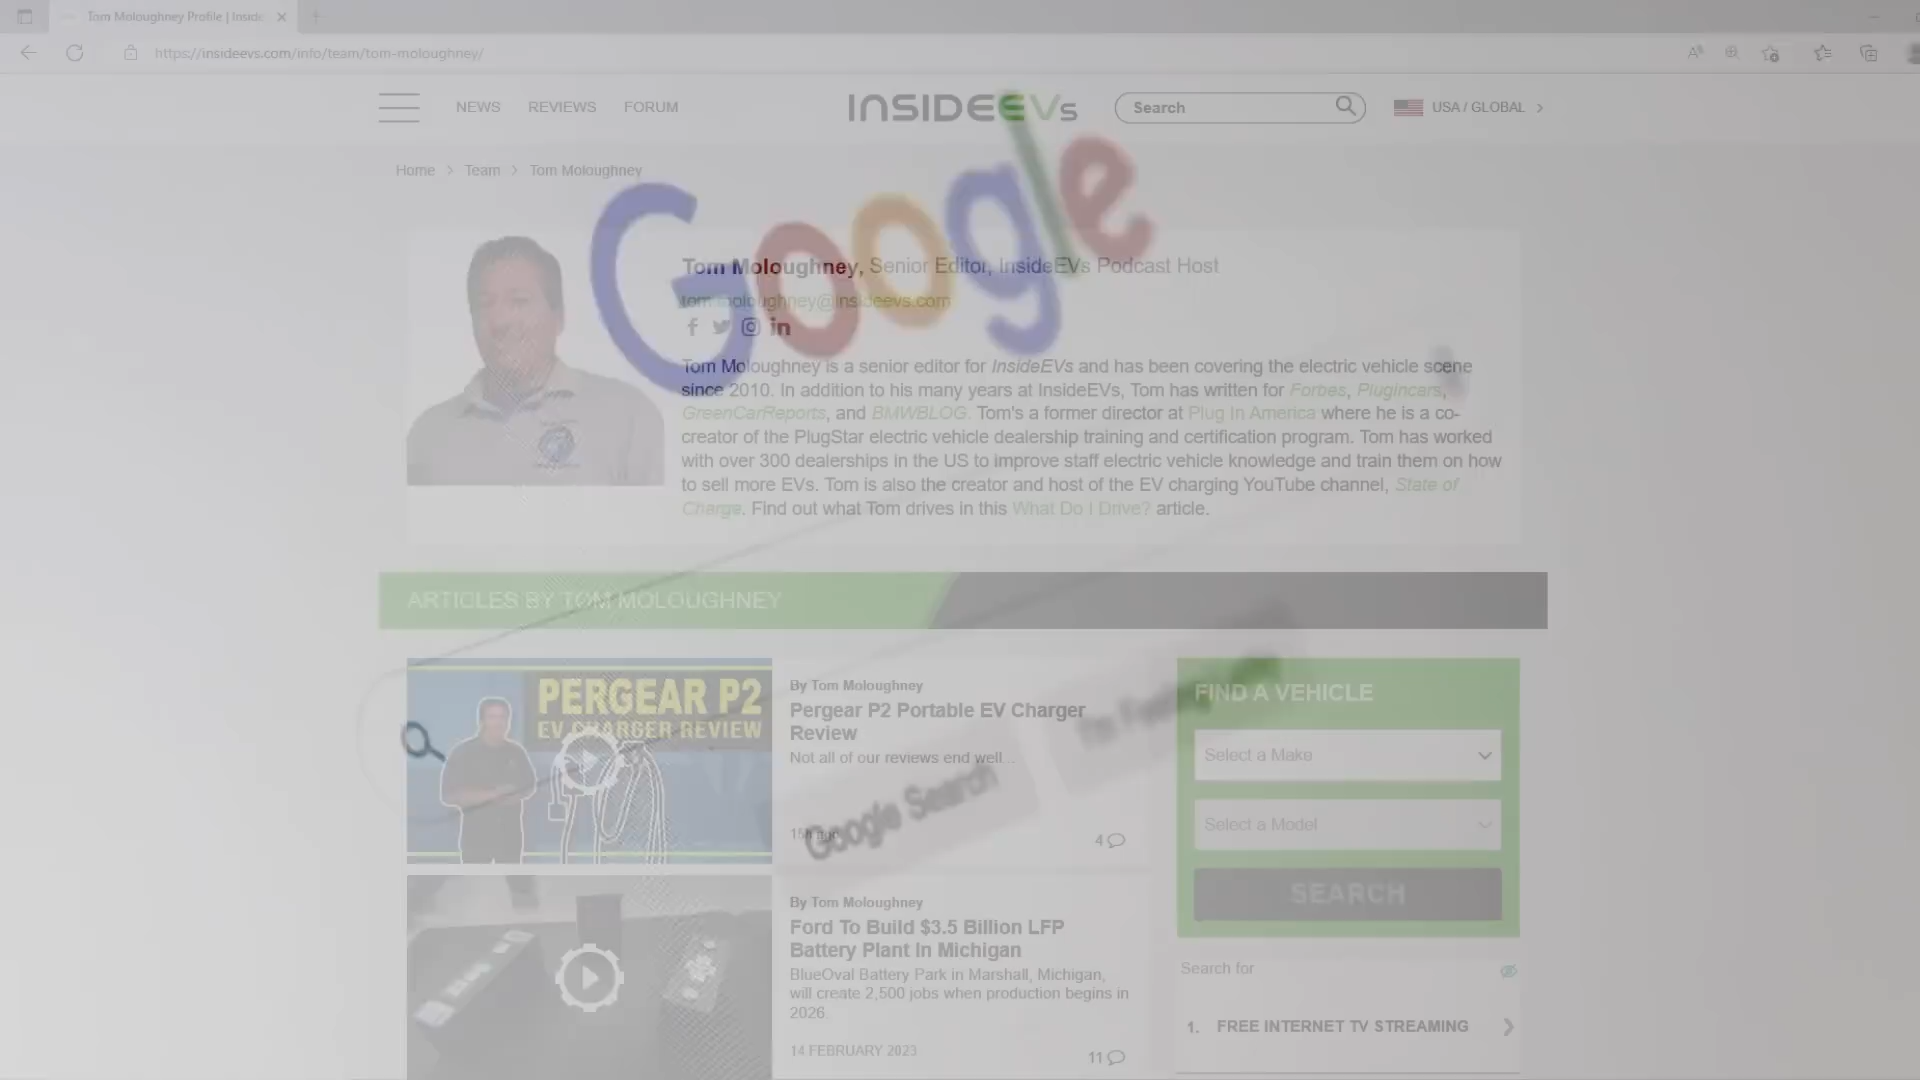 Tom Moloughney Profile | Inside
https://insideevs.com/info/team/tom-moloughney/
NEWS
REVIEWS
FORUM
INSIDEEVs
Search
USA / GLOBAL
Home > Team > Tom Moloughney
Google
Tom Moloughney, Senior Editor, InsideEVs Podcast Host
tom.moloughney@insideevs.com
Tom Moloughney is a senior editor for InsideEVs and has been covering the electric vehicle scene
since 2010. In addition to his many years at InsideEVs, Tom has written for Forbes, Plugincars,
GreenCarReports, and BMWBLOG. Tom's a former director at Plug In America where he is a co-
creator of the PlugStar electric vehicle dealership training and certification program. Tom has worked
with over 300 dealerships in the US to improve staff electric vehicle knowledge and train them on how
to sell more EVs. Tom is also the creator and host of the EV charging YouTube channel, State of
Charge. Find out what Tom drives in this What Do I Drive? article.
ARTICLES BY TOM MOLOUGHNEY
PERGEAR P2
EV CHARGER REVIEW
By Tom Moloughney
Pergear P2 Portable EV Charger
Review
Not all of our reviews end well...
15h ago
4
Google Search
I'm Feeling
FIND A VEHICLE
Select a Make
Select a Model
SEARCH
By Tom Moloughney
Ford To Build $3.5 Billion LFP
Battery Plant In Michigan
BlueOval Battery Park in Marshall, Michigan,
will create 2,500 jobs when production begins in
2026.
14 FEBRUARY 2023
11
Search for
1. FREE INTERNET TV STREAMING